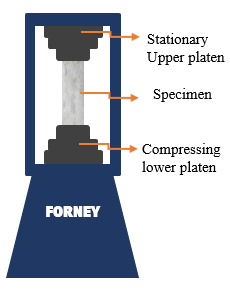 Stationary
Upper platen
Specimen
Compressing
lower platen
FORNEY